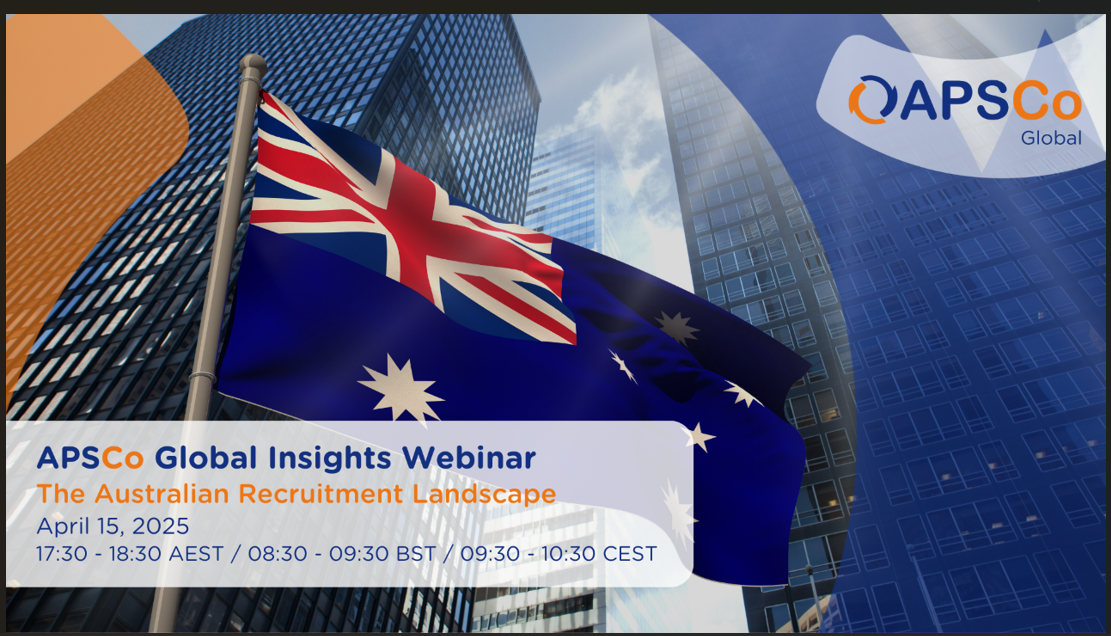 APSCo
Global
APSCo Global Insights Webinar
The Australian Recruitment Landscape
April 15, 2025
17:30 - 18:30 AEST / 08:30 - 09:30 BST / 09:30 - 10:30 CEST